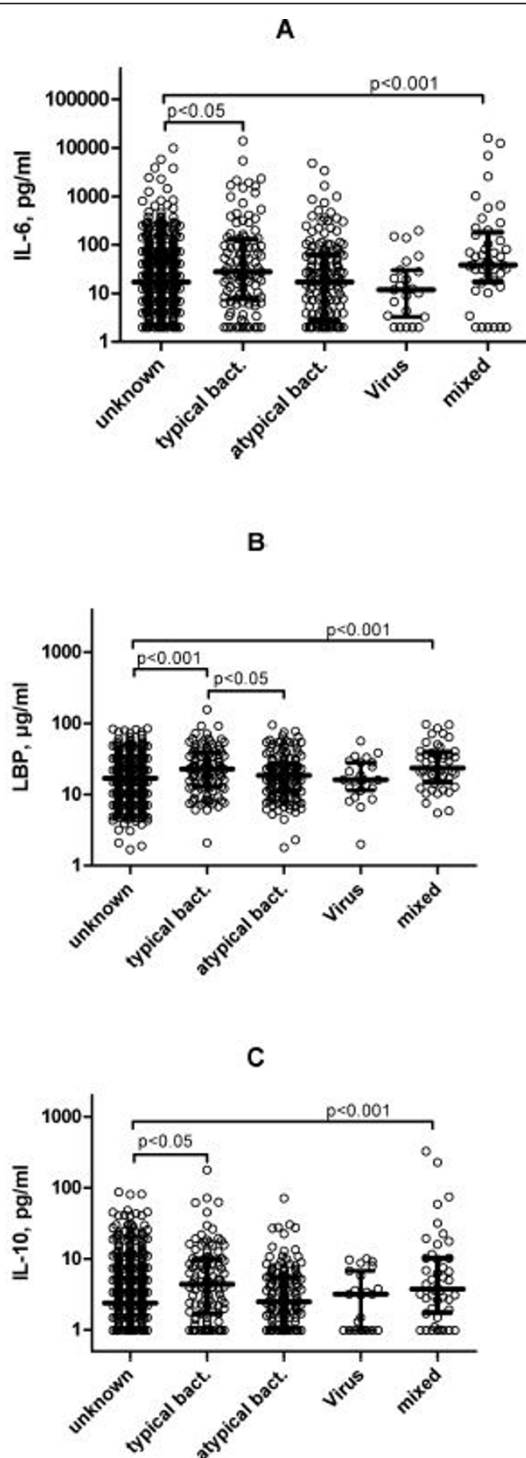 A
IL-6, pg/ml
100000
10000
1000
100
10
1
p<0.001
p<0.05
unknown
typical bact.
atypical bact.
Virus
mixed
B
LBP, µg/ml
1000
100
10
1
p<0.001
p<0.001
p<0.05
unknown
typical bact.
atypical bact.
Virus
mixed
C
IL-10, pg/ml
1000
100
10
1
p<0.001
p<0.05
unknown
typical bact.
atypical bact.
Virus
mixed